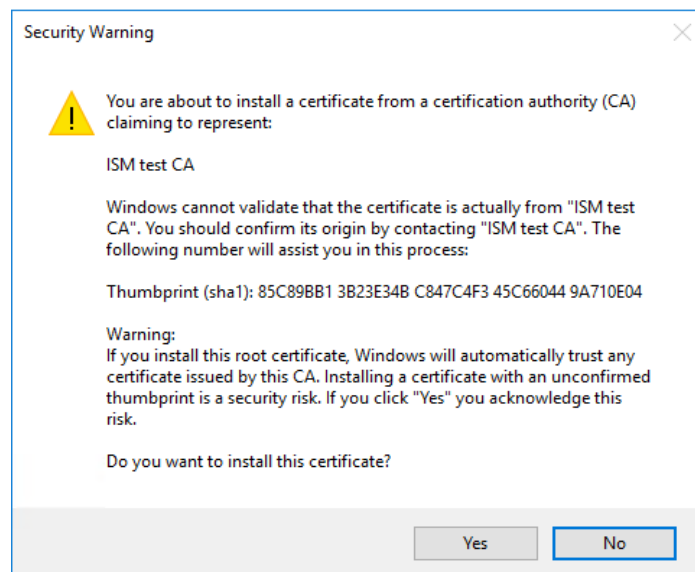 Security Warning
You are about to install a certificate from a certification authority (CA)
claiming to represent:
ISM test CA
Windows cannot validate that the certificate is actually from "ISM test
CA". You should confirm its origin by contacting "ISM test CA". The
following number will assist you in this process:
Thumbprint (sha1): 85C89BB1 3B23E34B C847C4F3 45C66044 9A710E04
Warning:
If you install this root certificate, Windows will automatically trust any
certificate issued by this CA. Installing a certificate with an unconfirmed
thumbprint is a security risk. If you click "Yes" you acknowledge this
risk.
Do you want to install this certificate?
Yes
No